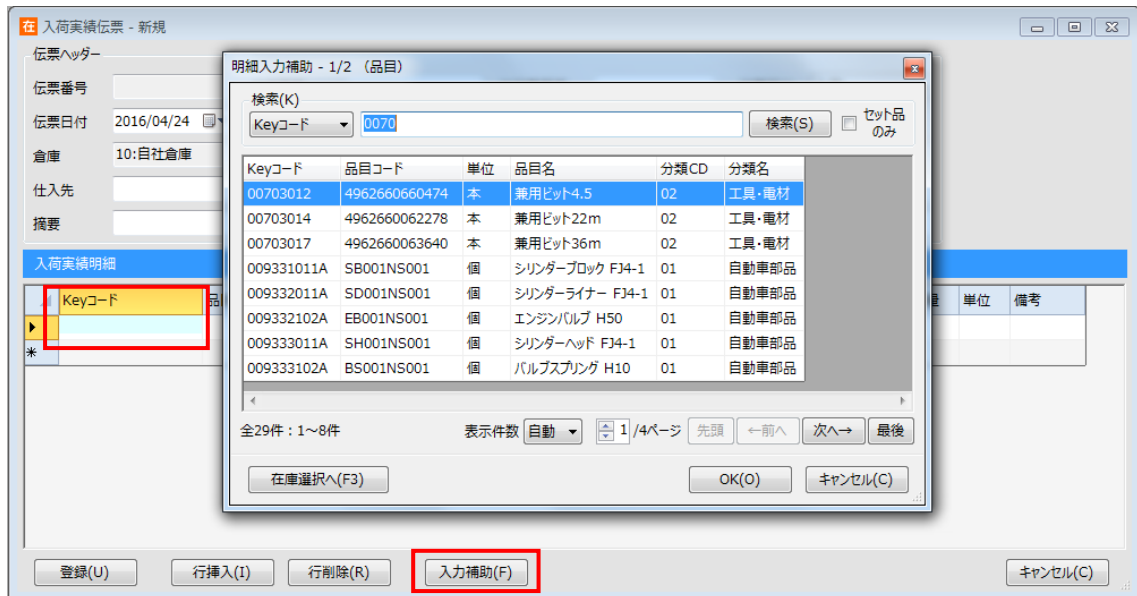 在 入荷実績伝票 - 新規
伝票ヘッダー
伝票番号
伝票日付 2016/04/24
倉庫 10:自社倉庫
仕入先
摘要
入荷実績明細
Keyコード 品 単位 備考
明細入力補助 - 1/2 （品目）
検索(K)
Keyコード 0070 検索(S) セット品のみ
Keyコード 品目コード 単位 品目名 分類CD 分類名
00703012 4962660660474 本 兼用ビット4.5 02 工具・電材
00703014 4962660062278 本 兼用ビット22m 02 工具・電材
00703017 4962660063640 本 兼用ビット36m 02 工具・電材
009331011A SB001NS001 個 シリンダーブロック FJ4-1 01 自動車部品
009332011A SD001NS001 個 シリンダーライナー FJ4-1 01 自動車部品
009332102A EB001NS001 個 エンジンバルブ H50 01 自動車部品
009333011A SH001NS001 個 シリンダーヘッド FJ4-1 01 自動車部品
009333102A BS001NS001 個 バルブスプリング H10 01 自動車部品
全29件：1～8件 表示件数 自動 1 /4ページ 先頭 ←前へ 次へ→ 最後
在庫選択へ(F3) OK(O) キャンセル(C)
登録(U) 行挿入(I) 行削除(R) 入力補助(F) キャンセル(C)